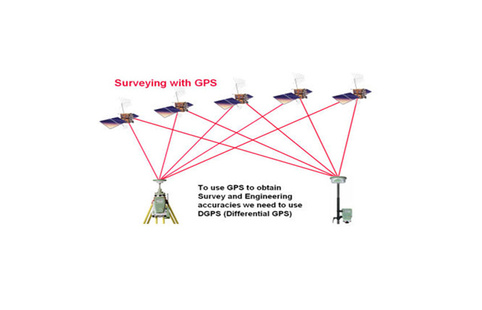 Surveying with GPS
To use GPS to obtain
Survey and Engineering
accuracies we need to use
DGPS (Differential GPS)